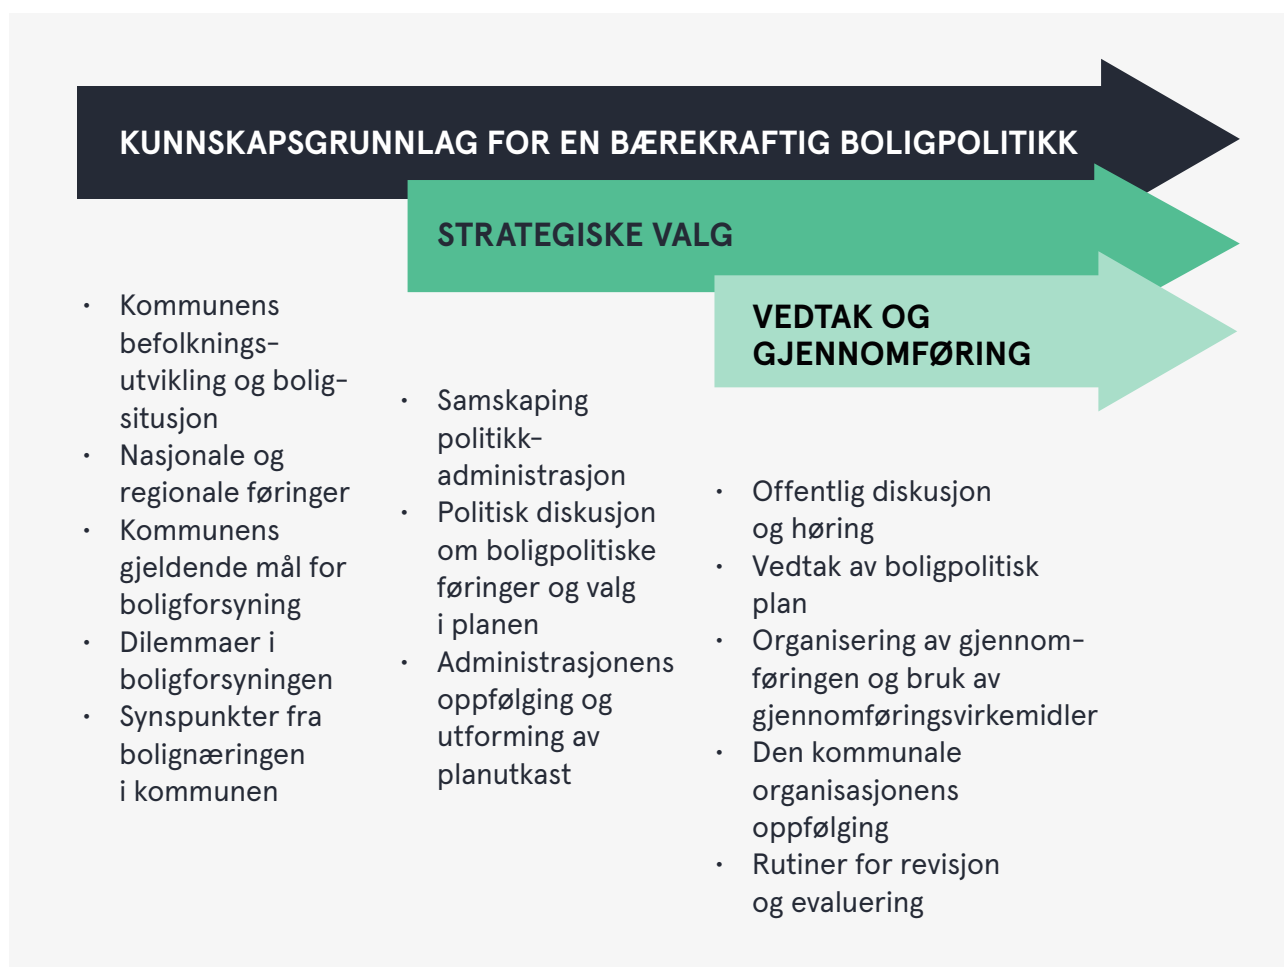 KUNNSKAPSGRUNNLAG FOR EN BÆREKRAFTIG BOLIGPOLITIKK
STRATEGISKE VALG
VEDTAK OG
GJENNOMFØRING
• Kommunens
befolknings-
utvikling og bolig-
situsjon
• Nasjonale og
regionale føringer
• Kommunens
gjeldende mål for
boligforsyning
• Dilemmaer i
boligforsyningen
• Synspunkter fra
bolignæringen
i kommunen
• Samskaping
politikk-
administrasjon
• Politisk diskusjon
om boligpolitiske
føringer og valg
i planen
• Administrasjonens
oppfølging og
utforming av
planutkast
• Offentlig diskusjon
og høring
• Vedtak av boligpolitisk
plan
• Organisering av gjennom-
føringen og bruk av
gjennomføringsvirkemidler
• Den kommunale
organisasjonens
oppfølging
• Rutiner for revisjon
og evaluering